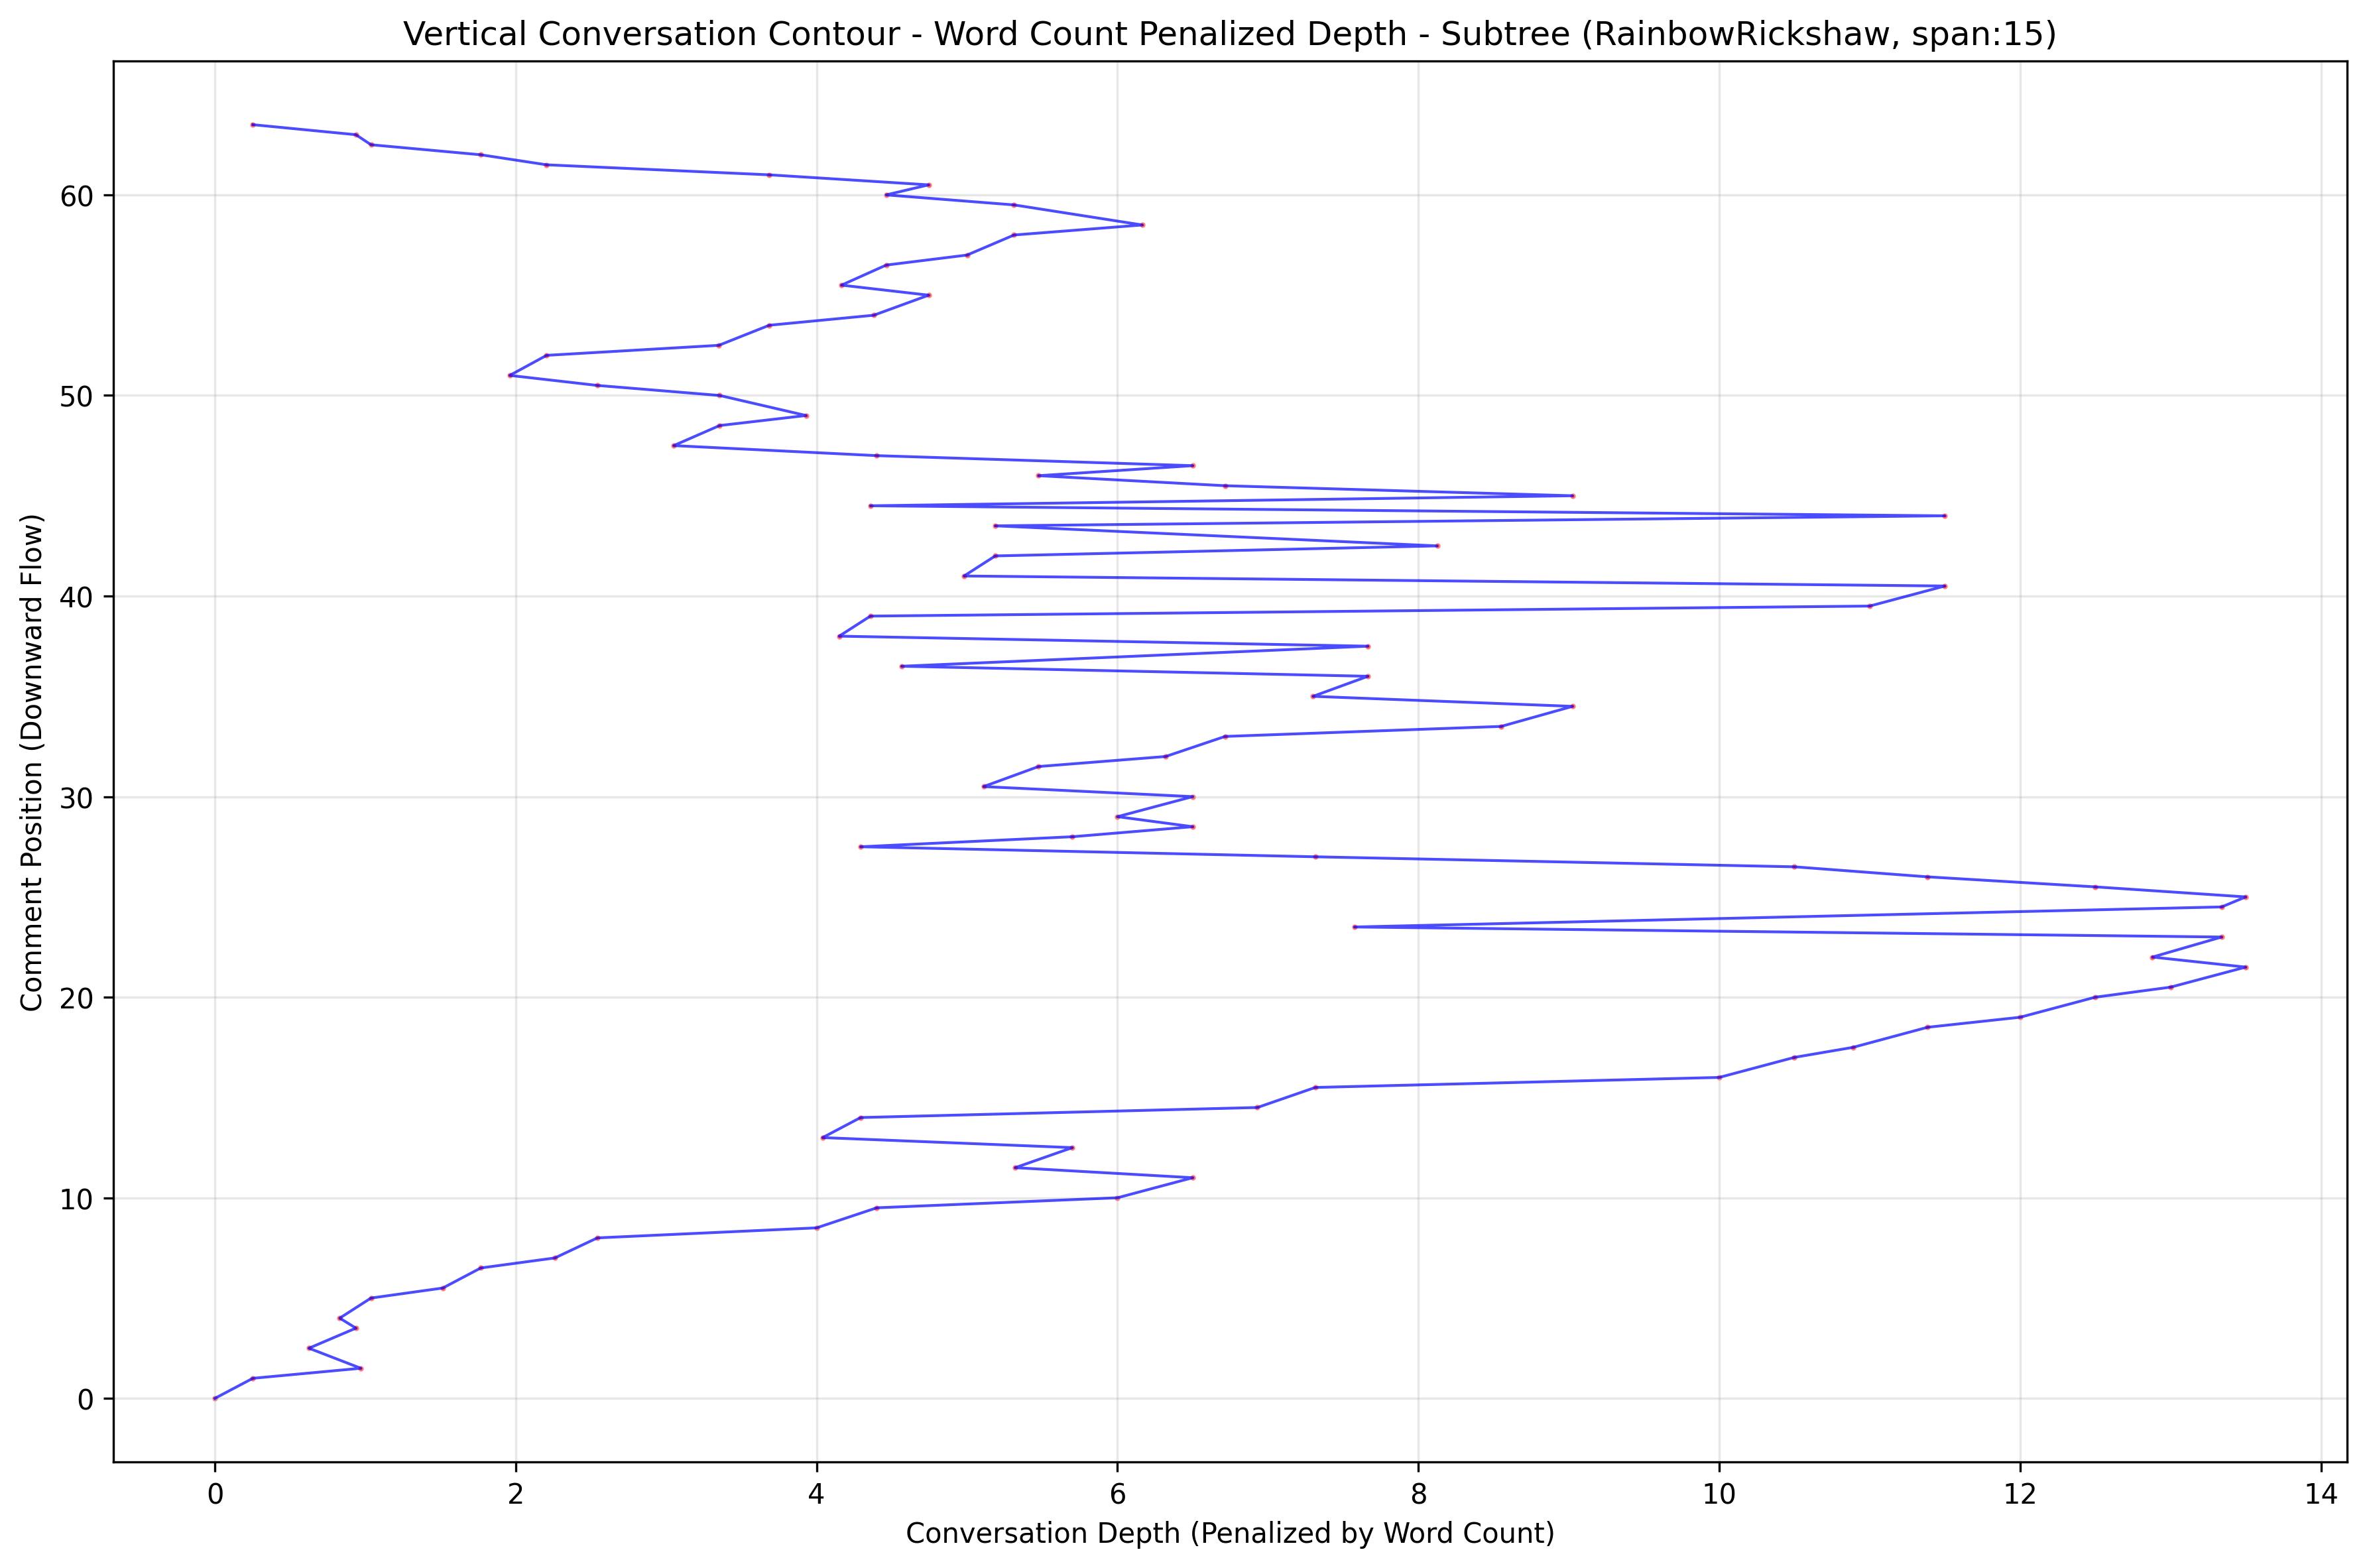 Vertical Conversation Contour - Word Count Penalized Depth - Subtree (RainbowRickshaw, span:15)
Comment Position (Downward Flow)
60
50
40
30
20
10
0
0 2 4 6 8 10 12 14
Conversation Depth (Penalized by Word Count)